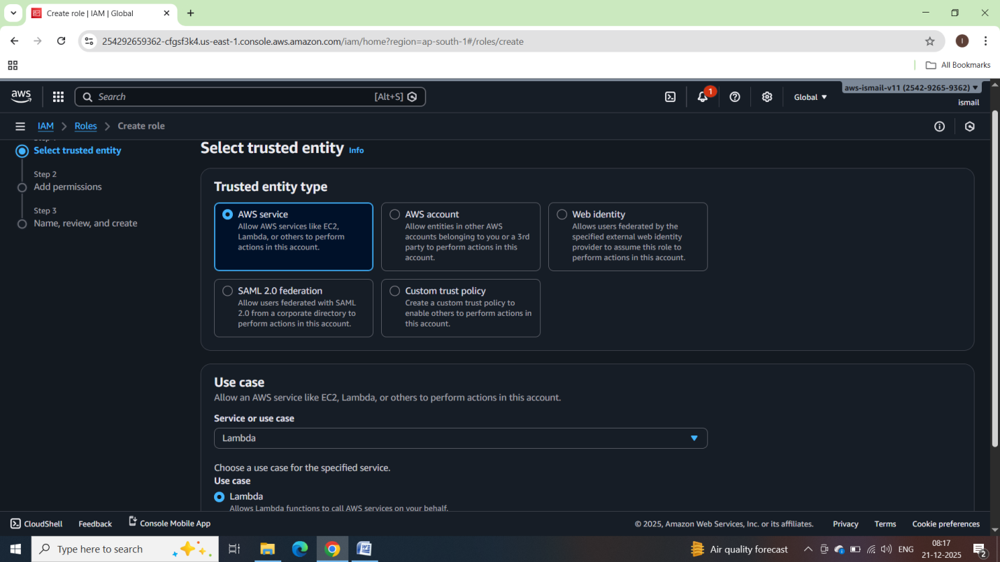 Create role | IAM | Global
254292659362-cfgsf3k4.us-east-1.console.aws.amazon.com/iam/home?region=ap-south-1#/roles/create
I
All Bookmarks
aws
Search
[Alt+S]
1
Global
aws-ismail-v11 (2542-9265-9362)
ismail
IAM
Roles
Create role
Select trusted entity
Step 2
Add permissions
Step 3
Name, review, and create
Select trusted entity Info
Trusted entity type
AWS service
Allow AWS services like EC2,
Lambda, or others to perform
actions in this account.
AWS account
Allow entities in other AWS
accounts belonging to you or a 3rd
party to perform actions in this
account.
Web identity
Allows users federated by the
specified external web identity
provider to assume this role to
perform actions in this account.
SAML 2.0 federation
Allow users federated with SAML
2.0 from a corporate directory to
perform actions in this account.
Custom trust policy
Create a custom trust policy to
enable others to perform actions in
this account.
Use case
Allow an AWS service like EC2, Lambda, or others to perform actions in this account.
Service or use case
Lambda
Choose a use case for the specified service.
Use case
Lambda
Allows Lambda functions to call AWS services on your behalf.
CloudShell
Feedback
Console Mobile App
© 2025, Amazon Web Services, Inc. or its affiliates.
Privacy
Terms
Cookie preferences
Type here to search
Air quality forecast
ENG
08:17
21-12-2025
2